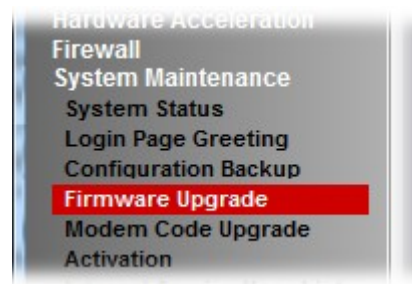 Hardware Acceleration
Firewall
System Maintenance
System Status
Login Page Greeting
Configuration Backup
Firmware Upgrade
Modem Code Upgrade
Activation